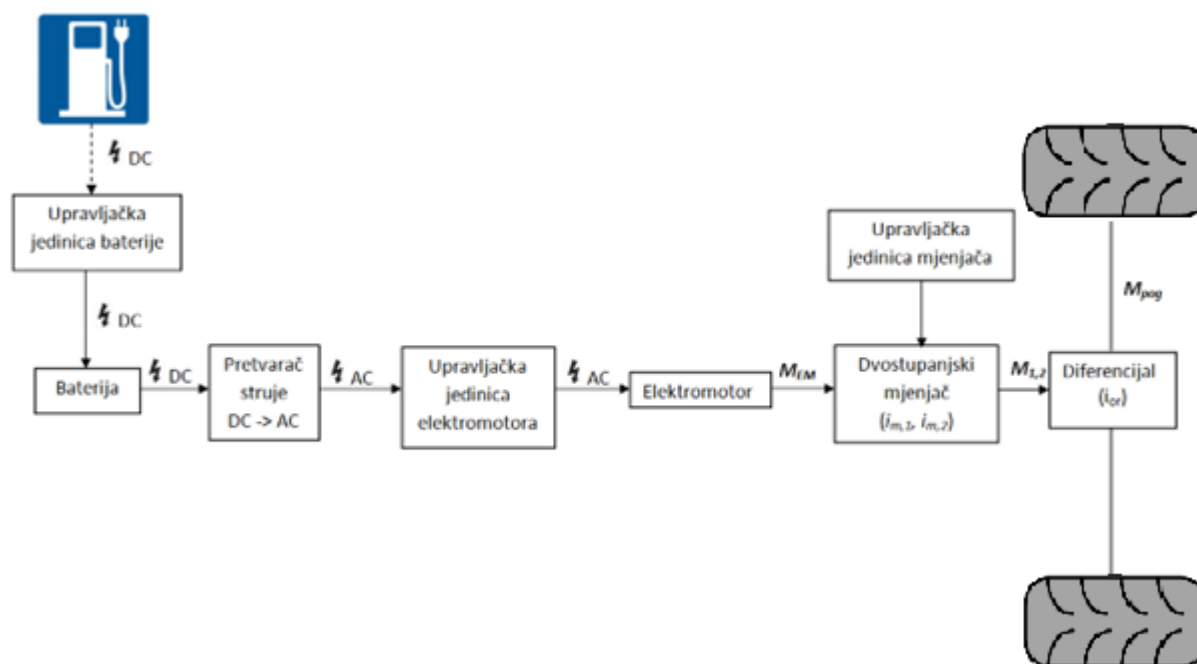 DC
Upravljačka
jedinica baterije
DC
Baterija
DC
Pretvarač
struje
DC -> AC
AC
Upravljačka
jedinica
elektromotora
AC
Elektromotor
M_EM
Upravljačka
jedinica mjenjača
Dvostupanjski
mjenjač
(i_m,1, i_m,2)
M_1,2
Diferencijal
(i_or)
M_pog